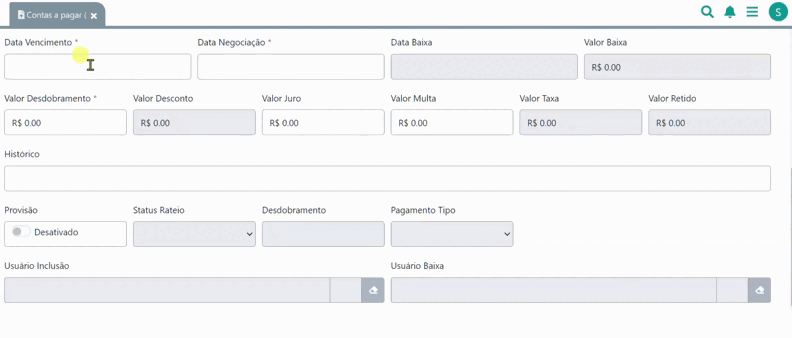 Contas a pagar (
S
Data Vencimento * Data Negociação * Data Baixa Valor Baixa
R$ 0.00
Valor Desdobramento * Valor Desconto Valor Juro Valor Multa Valor Taxa Valor Retido
R$ 0.00 R$ 0.00 R$ 0.00 R$ 0.00 R$ 0.00 R$ 0.00
Histórico
Provisão Status Rateio Desdobramento Pagamento Tipo
Desativado
Usuário Inclusão Usuário Baixa